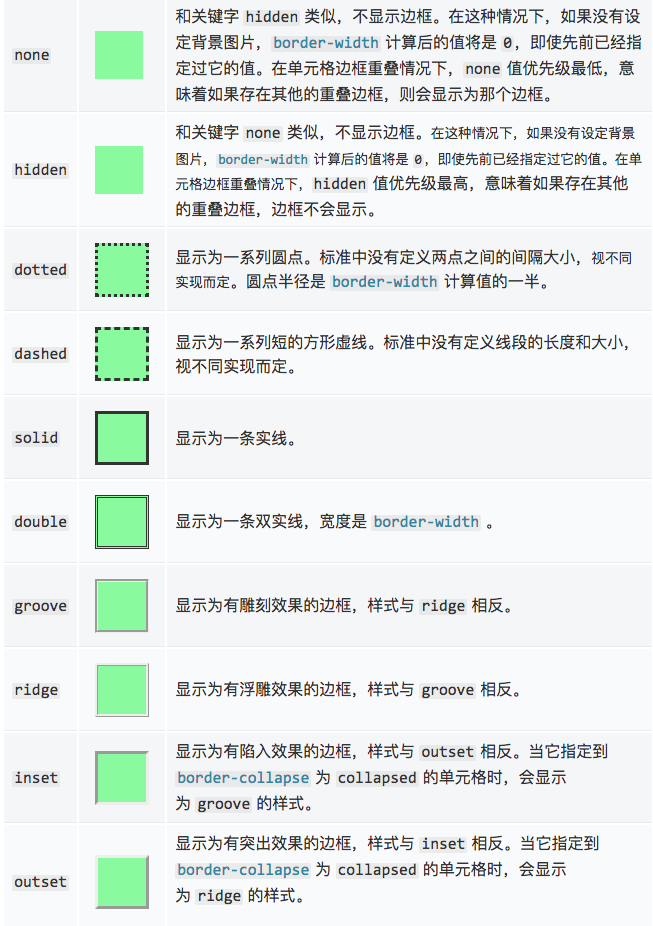 none
和关键字 hidden 类似，不显示边框。在这种情况下，如果没有设
定背景图片，border-width 计算后的值将是 0，即使先前已经指
定过它的值。在单元格边框重叠情况下，none 值优先级最低，意
味着如果存在其他的重叠边框，则会显示为那个边框。
hidden
和关键字 none 类似，不显示边框。在这种情况下，如果没有设定背景
图片，border-width 计算后的值将是 0，即使先前已经指定过它的值。在单
元格边框重叠情况下，hidden 值优先级最高，意味着如果存在其他
的重叠边框，边框不会显示。
dotted
显示为一系列圆点。标准中没有定义两点之间的间隔大小，视不同
实现而定。圆点半径是 border-width 计算值的一半。
dashed
显示为一系列短的方形虚线。标准中没有定义线段的长度和大小，
视不同实现而定。
solid
显示为一条实线。
double
显示为一条双实线，宽度是 border-width 。
groove
显示为有雕刻效果的边框，样式与 ridge 相反。
ridge
显示为有浮雕效果的边框，样式与 groove 相反。
inset
显示为有陷入效果的边框，样式与 outset 相反。当它指定到
border-collapse 为 collapsed 的单元格时，会显示
为 groove 的样式。
outset
显示为有突出效果的边框，样式与 inset 相反。当它指定到
border-collapse 为 collapsed 的单元格时，会显示
为 ridge 的样式。